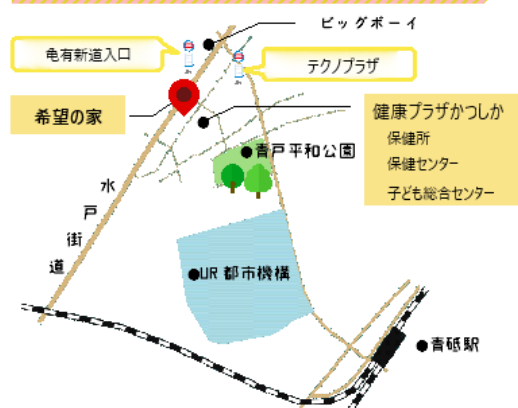 ビッグボーイ
亀有新道入口
テクノプラザ
希望の家
健康プラザかつしか
保健所
保健センター
子ども総合センター
青戸平和公園
水戸街道
UR都市機構
青砥駅